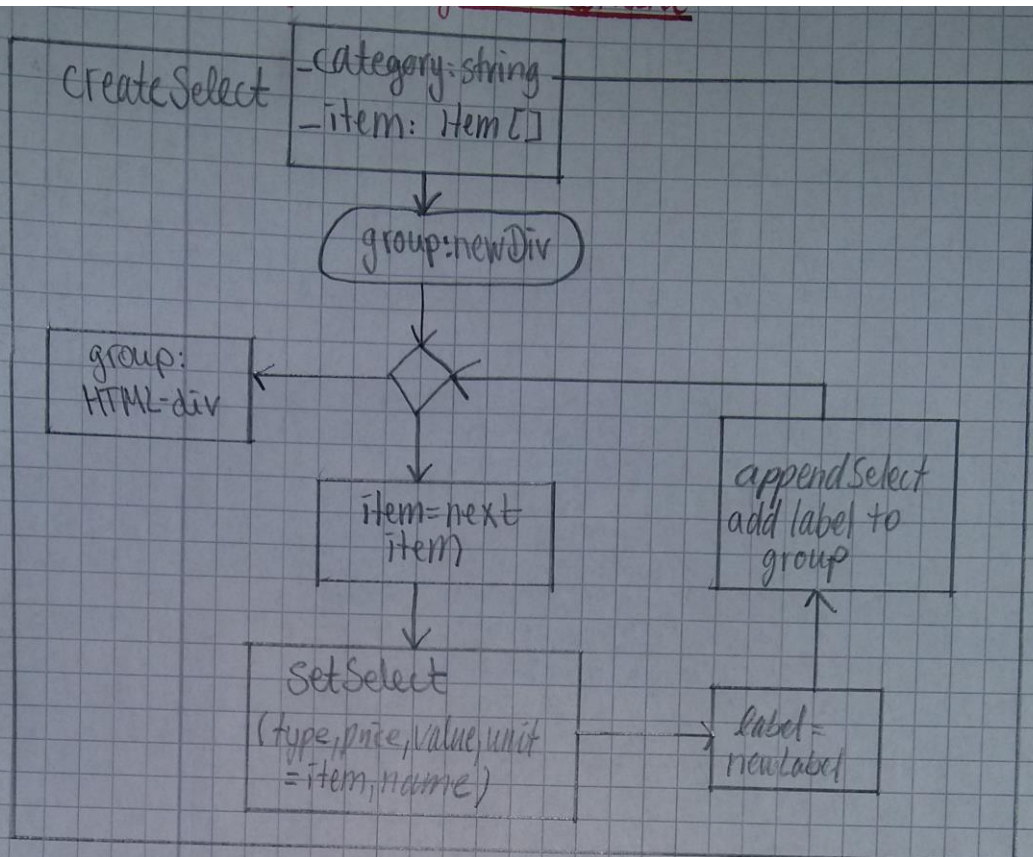 createSelect
_category: string
_item: Item []
group: newDiv
group:
HTML-div
item=next
item
appendSelect
add label to
group
setSelect
(type, price, value, unit
=item, name)
label=
newLabel